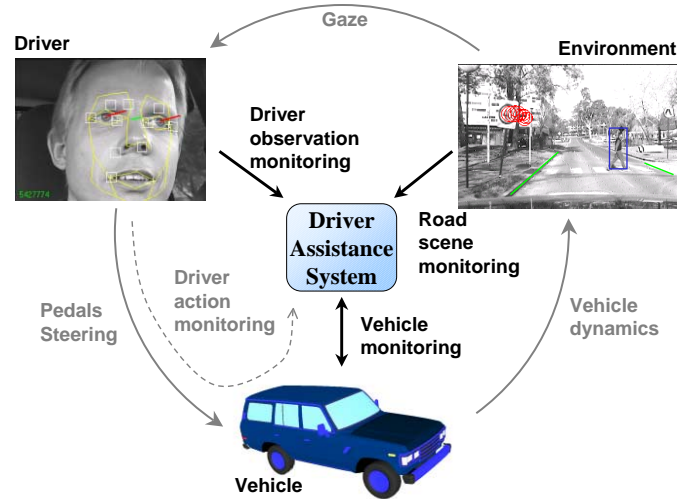 Gaze
Driver
Environment
Driver
observation
monitoring
5427774
Driver
Assistance
System
Road
scene
monitoring
Driver
action
monitoring
Pedals
Steering
Vehicle
monitoring
Vehicle
dynamics
Vehicle